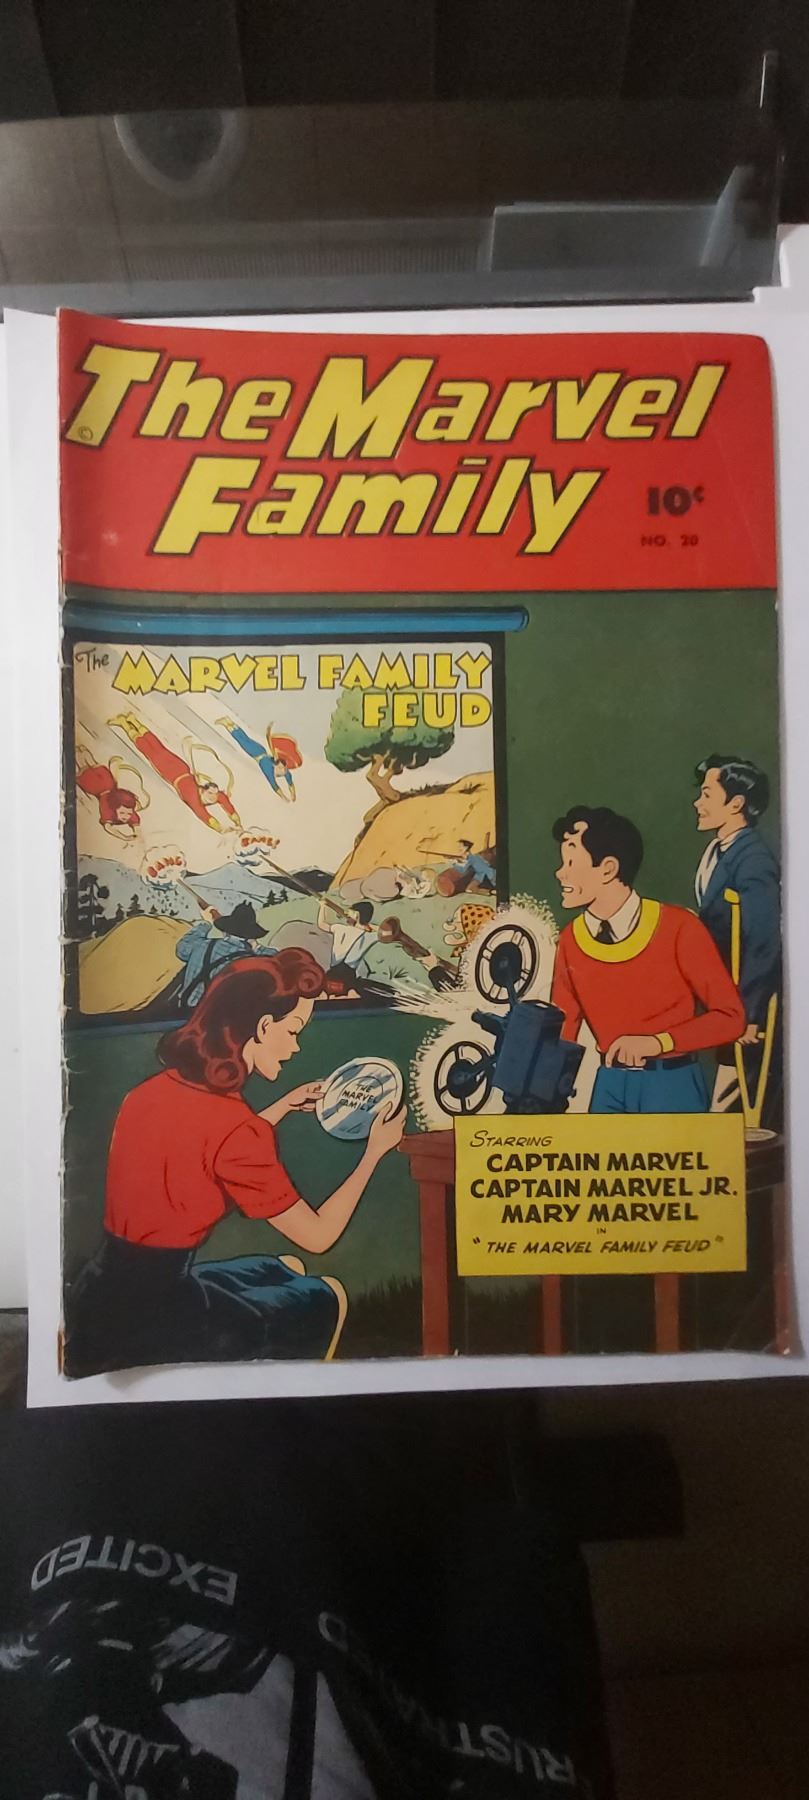 The Marvel
©
Family
10¢
NO. 20
The MARVEL FAMILY
FEUD
BANG
BANG!
THE
MARVEL
FAMILY
STARRING
CAPTAIN MARVEL
CAPTAIN MARVEL JR.
MARY MARVEL
IN
"THE MARVEL FAMILY FEUD"
EXCITED